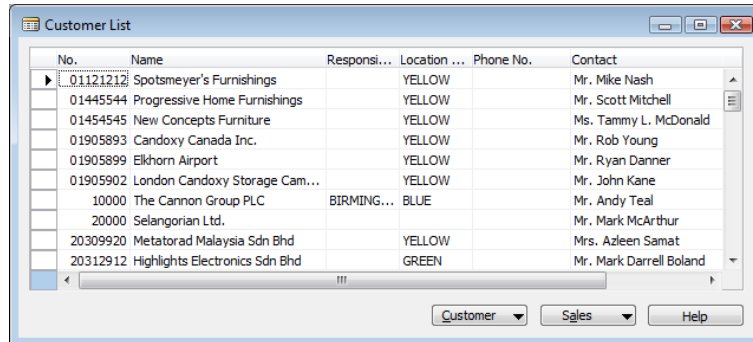 Customer List
No. Name Responsi... Location ... Phone No. Contact
01121212 Spotsmeyer's Furnishings YELLOW Mr. Mike Nash
01445544 Progressive Home Furnishings YELLOW Mr. Scott Mitchell
01454545 New Concepts Furniture YELLOW Ms. Tammy L. McDonald
01905893 Candoxy Canada Inc. YELLOW Mr. Rob Young
01905899 Elkhorn Airport YELLOW Mr. Ryan Danner
01905902 London Candoxy Storage Cam... YELLOW Mr. John Kane
10000 The Cannon Group PLC BIRMING... BLUE Mr. Andy Teal
20000 Selangorian Ltd. Mr. Mark McArthur
20309920 Metatorad Malaysia Sdn Bhd YELLOW Mrs. Azleen Samat
20312912 Highlights Electronics Sdn Bhd GREEN Mr. Mark Darrell Boland
Customer Sales Help